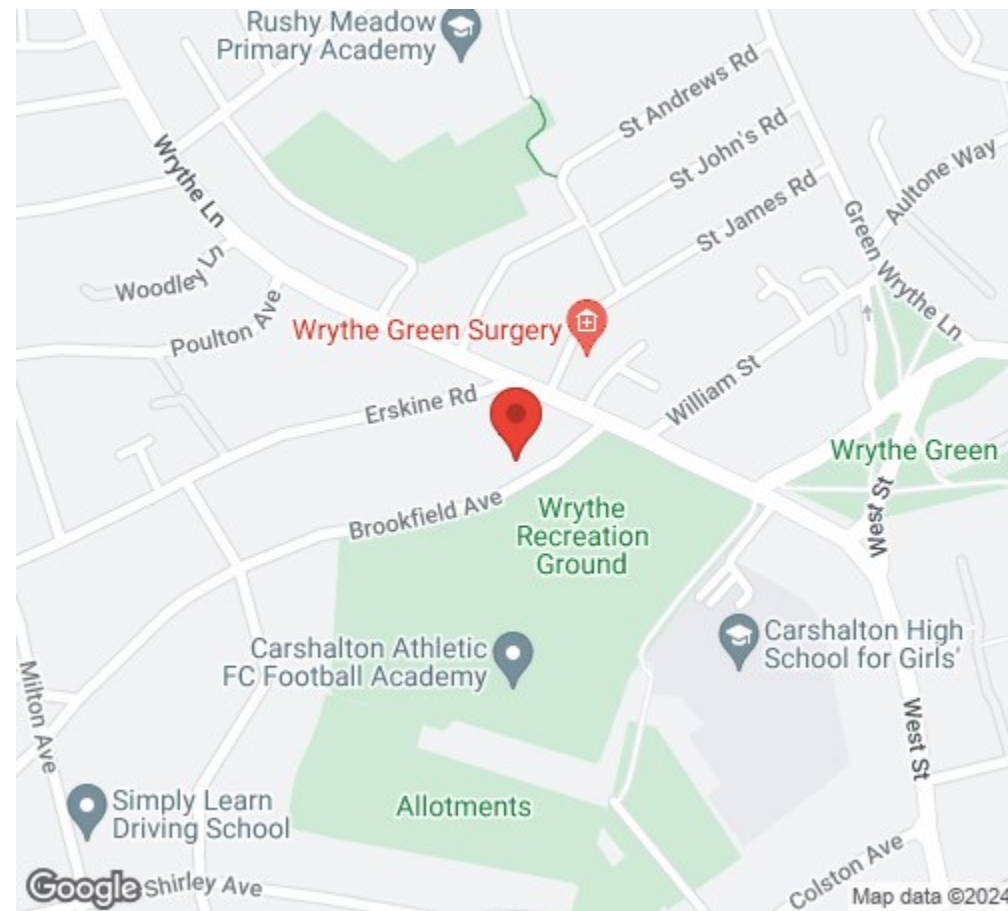 Rushy Meadow
Primary Academy
St Andrews Rd
Wrythe Ln
St John's Rd
Aultone Way
St James Rd
Green Wrythe Ln
Woodley Ln
Poulton Ave
Wrythe Green Surgery
William St
Erskine Rd
Wrythe Green
West St
Brookfield Ave
Wrythe
Recreation
Ground
Carshalton Athletic
FC Football Academy
Carshalton High
School for Girls'
Milton Ave
West St
Simply Learn
Driving School
Allotments
Colston Ave
Google
Shirley Ave
Map data ©2024